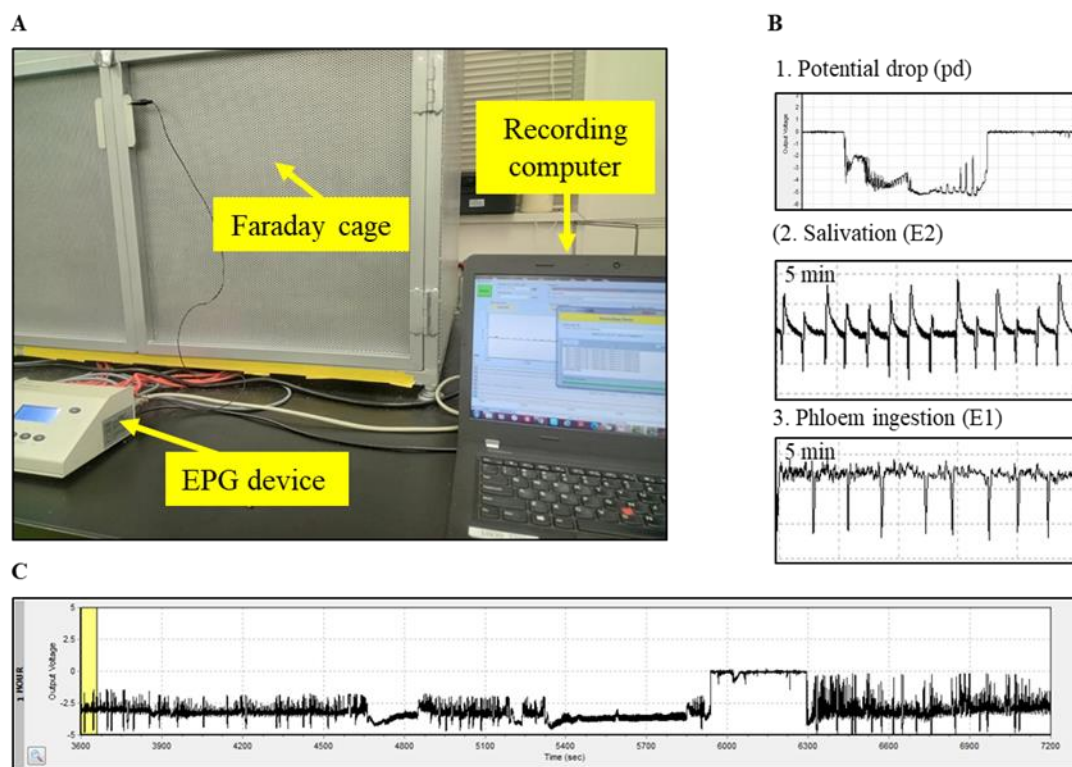 A
Recording
computer
Faraday cage
EPG device
B
1. Potential drop (pd)
Output Voltage
0
(2. Salivation (E2)
5 min
3. Phloem ingestion (E1)
5 min
C
1 HOUR
Output Voltage
5
2.5
0
-2.5
-5
3600 3900 4200 4500 4800 5100 5400 5700 6000 6300 6600 6900 7200
Time (sec)